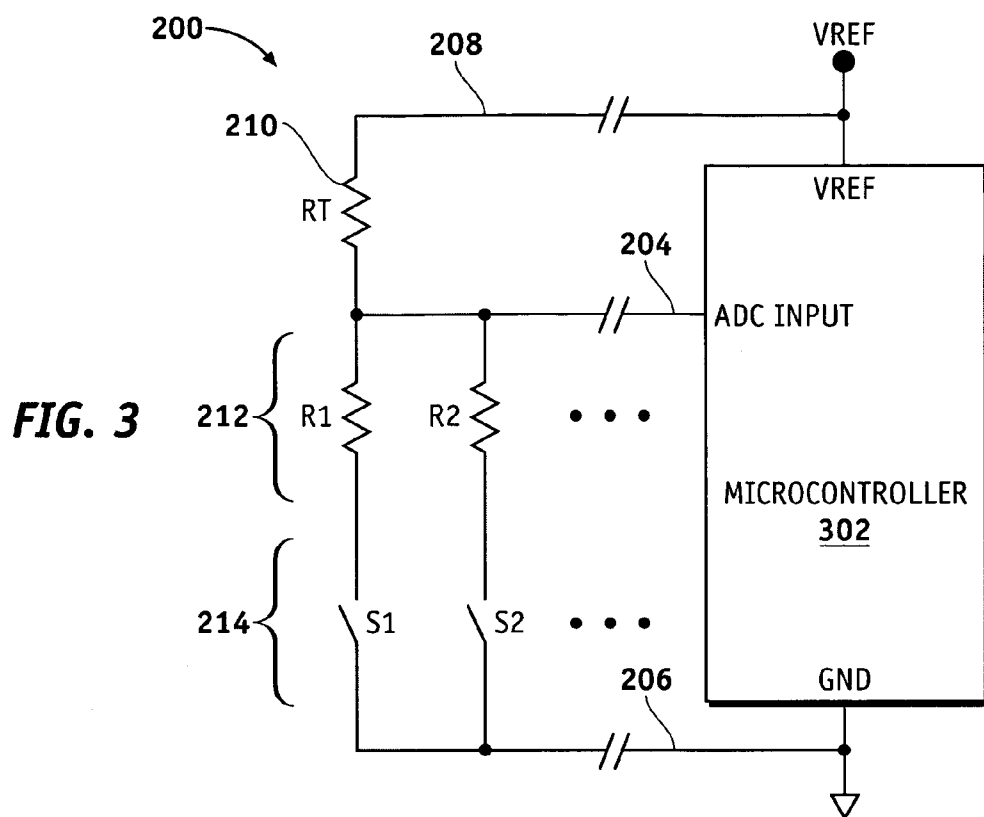 200
208
VREF
210
RT
VREF
204
ADC INPUT
FIG. 3
212
R1
R2
• • •
MICROCONTROLLER
302
214
S1
S2
• • •
206
GND